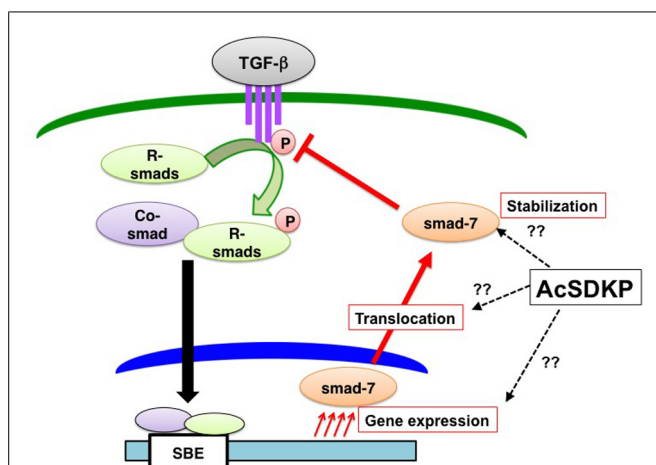 TGF-β
P
R-
smads
P
Co-
smad
R-
smads
smad-7
Stabilization
??
AcSDKP
??
Translocation
??
smad-7
Gene expression
SBE